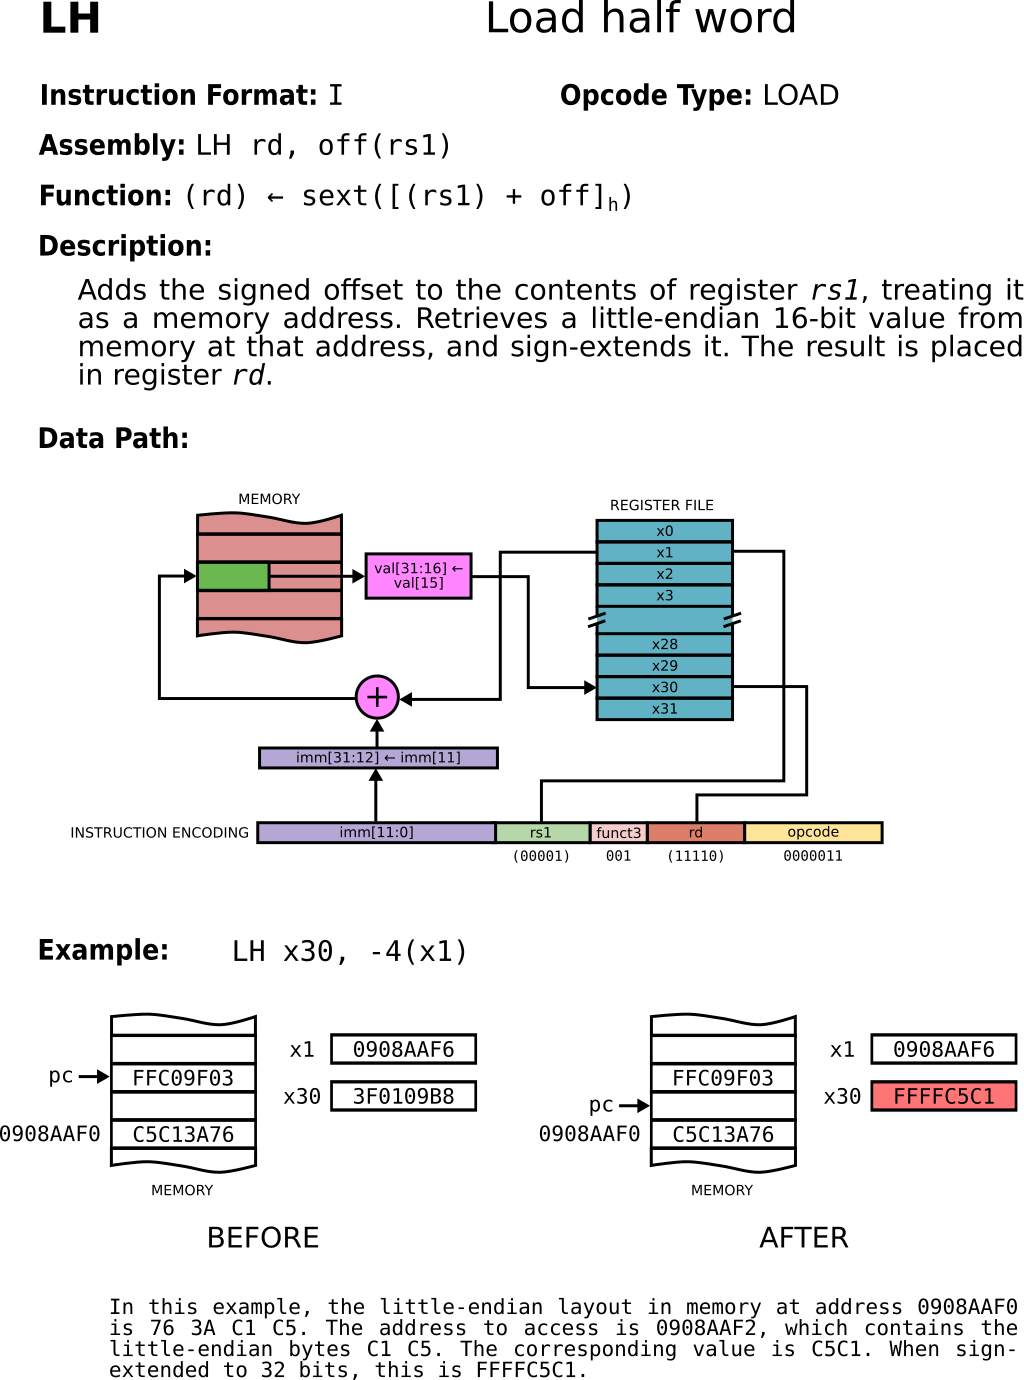 LH Load half word
Instruction Format: I Opcode Type: LOAD
Assembly: LH rd, off(rs1)
Function: (rd) ← sext([(rs1) + off]h)
Description:
Adds the signed offset to the contents of register rs1, treating it
as a memory address. Retrieves a little-endian 16-bit value from
memory at that address, and sign-extends it. The result is placed
in register rd.
Data Path:
MEMORY
REGISTER FILE
x0
x1
x2
x3
x28
x29
x30
x31
val[31:16] ←
val[15]
+
imm[31:12] ← imm[11]
INSTRUCTION ENCODING imm[11:0] rs1 funct3 rd opcode
(00001) 001 (11110) 0000011
Example: LH x30, -4(x1)
x1 0908AAF6
pc FFC09F03
x30 3F0109B8
0908AAF0 C5C13A76
MEMORY
BEFORE
x1 0908AAF6
FFC09F03
x30 FFFFC5C1
pc
0908AAF0 C5C13A76
MEMORY
AFTER
In this example, the little-endian layout in memory at address 0908AAF0
is 76 3A C1 C5. The address to access is 0908AAF2, which contains the
little-endian bytes C1 C5. The corresponding value is C5C1. When sign-
extended to 32 bits, this is FFFFC5C1.